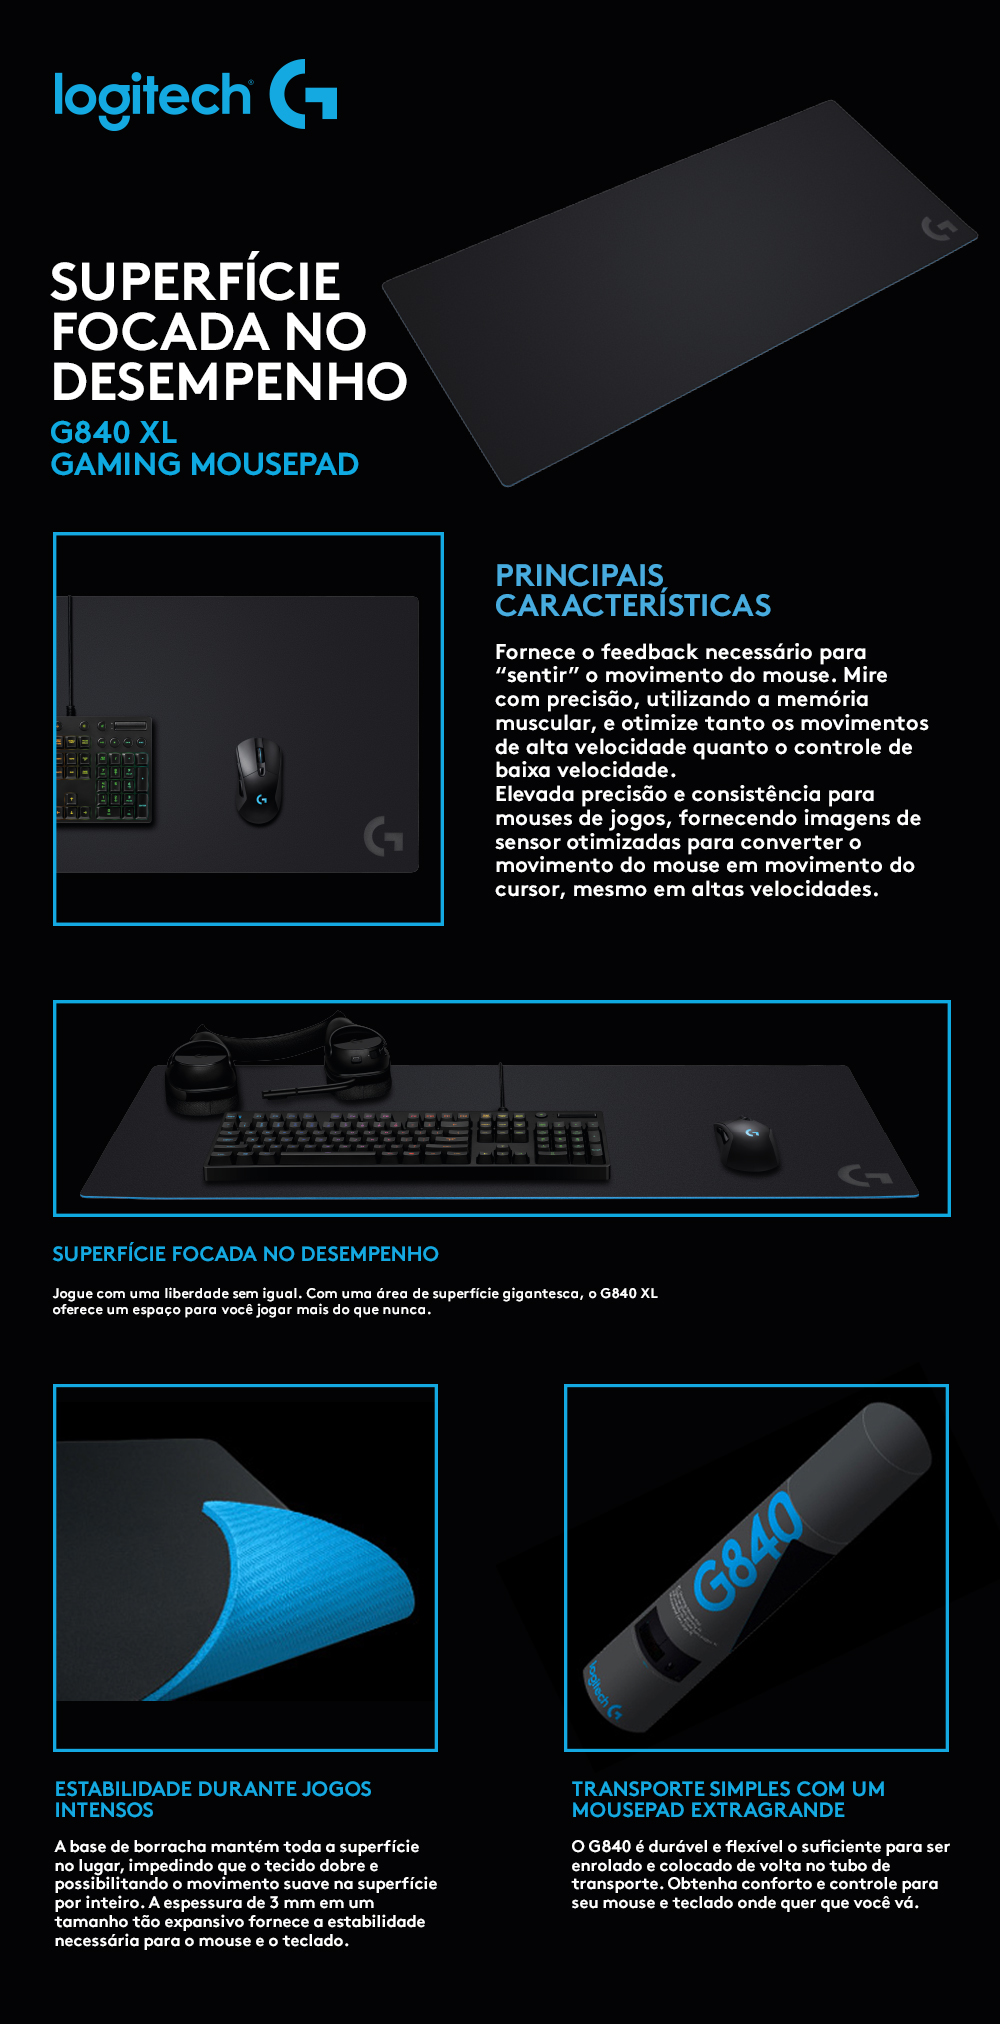 logitech G
SUPERFÍCIE
FOCADA NO
DESEMPENHO
G840 XL
GAMING MOUSEPAD
PRINCIPAIS
CARACTERÍSTICAS
Fornece o feedback necessário para
“sentir” o movimento do mouse. Mire
com precisão, utilizando a memória
muscular, e otimize tanto os movimentos
de alta velocidade quanto o controle de
baixa velocidade.
Elevada precisão e consistência para
mouses de jogos, fornecendo imagens de
sensor otimizadas para converter o
movimento do mouse em movimento do
cursor, mesmo em altas velocidades.
SUPERFÍCIE FOCADA NO DESEMPENHO
Jogue com uma liberdade sem igual. Com uma área de superfície gigantesca, o G840 XL
oferece um espaço para você jogar mais do que nunca.
G840
logitech G
ESTABILIDADE DURANTE JOGOS
INTENSOS
A base de borracha mantém toda a superfície
no lugar, impedindo que o tecido dobre e
possibilitando o movimento suave na superfície
por inteiro. A espessura de 3 mm em um
tamanho tão expansivo fornece a estabilidade
necessária para o mouse e o teclado.
TRANSPORTE SIMPLES COM UM
MOUSEPAD EXTRAGRANDE
O G840 é durável e flexível o suficiente para ser
enrolado e colocado de volta no tubo de
transporte. Obtenha conforto e controle para
seu mouse e teclado onde quer que você vá.